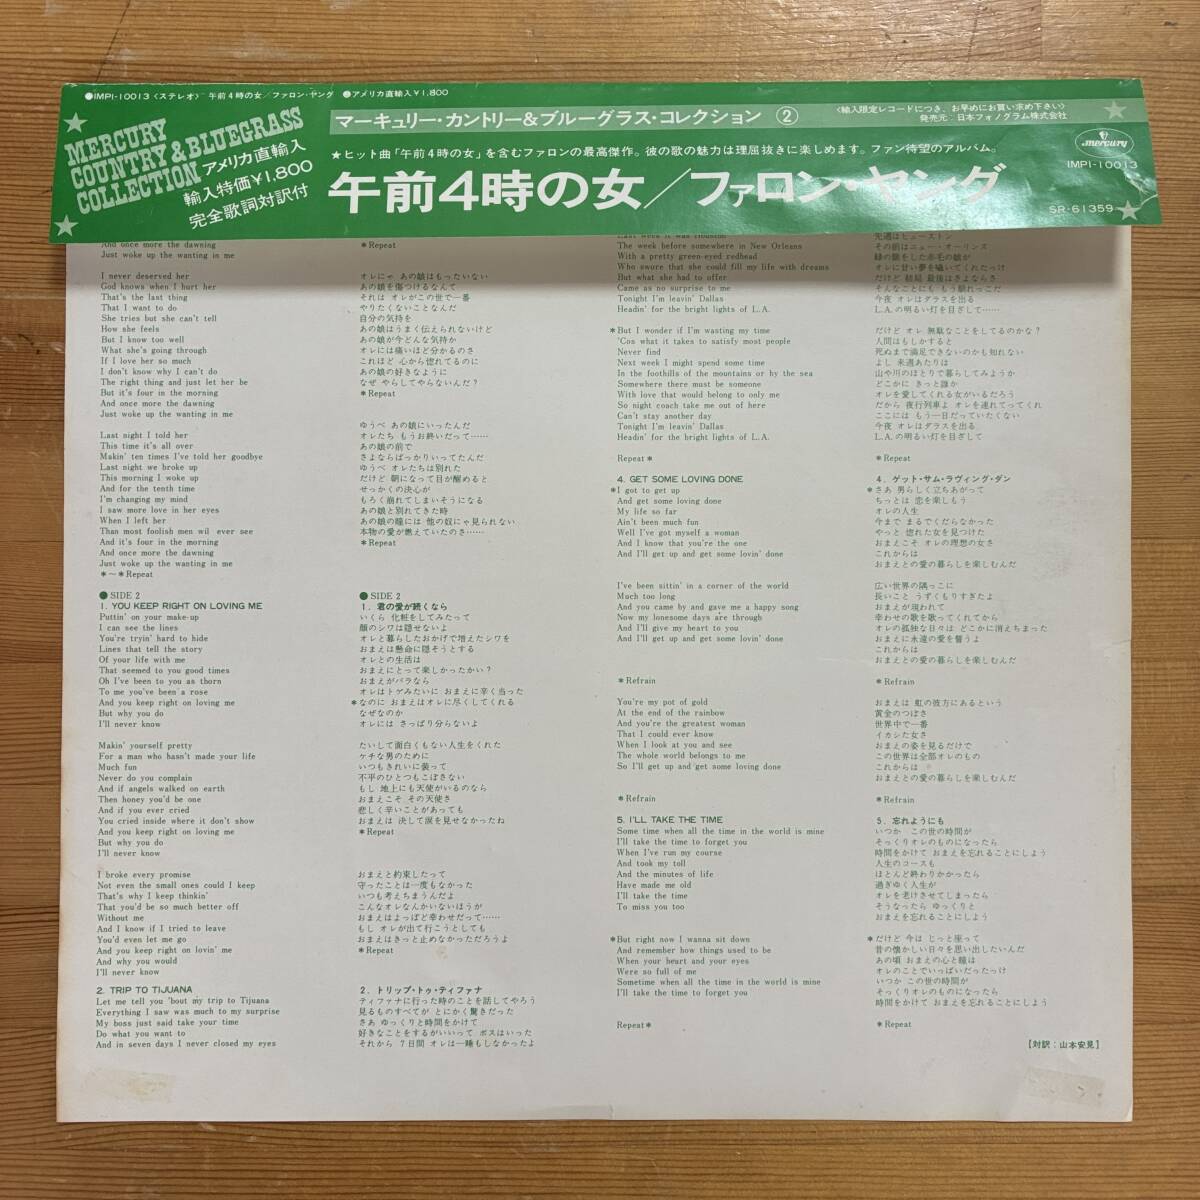 ●IMPI-10013〈ステレオ〉 午前4時の女／ファロン・ヤング ●アメリカ直輸入￥1,800
MERCURY
COUNTRY & BLUEGRASS
COLLECTION
アメリカ直輸入
輸入特価￥1,800
完全歌詞対訳付
マーキュリー・カントリー&ブルーグラス・コレクション ②
〈輸入限定レコードにつき、お早めにお買い求め下さい〉
発売元：日本フォノグラム株式会社
★ヒット曲「午前4時の女」を含むファロンの最高傑作。彼の歌の魅力は理屈抜きに楽しめます。ファン待望のアルバム。
午前4時の女／ファロン・ヤング
mercury
IMPI-10013
SR-61359
And once more the dawning
Just woke up the wanting in me
I never deserved her
God knows when I hurt her
That's the last thing
That I want to do
She tries but she can't tell
How she feels
But I know too well
What she's going through
If I love her so much
I don't know why I can't do
The right thing and just let her be
But it's four in the morning
And once more the dawning
Just woke up the wanting in me
Last night I told her
This time it's all over
Makin' ten times I've told her goodbye
Last night we broke up
This morning I woke up
And for the tenth time
I'm changing my mind
I saw more love in her eyes
When I left her
Than most foolish men wil ever see
And it's four in the morning
And once more the dawning
Just woke up the wanting in me
*～*Repeat
● SIDE 2
1. YOU KEEP RIGHT ON LOVING ME
Puttin' on your make-up
I can see the lines
You're tryin' hard to hide
Lines that tell the story
Of your life with me
That seemed to you good times
Oh I've been to you as thorn
To me you've been a rose
And you keep right on loving me
But why you do
I'll never know
Makin' yourself pretty
For a man who hasn't made your life
Much fun
Never do you complain
And if angels walked on earth
Then honey you'd be one
And if you ever cried
You cried inside where it don't show
And you keep right on loving me
But why you do
I'll never know
I broke every promise
Not even the small ones could I keep
That's why I keep thinkin'
That you'd be so much better off
Without me
And I know if I tried to leave
You'd even let me go
And you keep right on lovin' me
And why you would
I'll never know
2. TRIP TO TIJUANA
Let me tell you 'bout my trip to Tijuana
Everything I saw was much to my surprise
My boss just said take your time
Do what you want to
And in seven days I never closed my eyes
*Repeat
オレにゃ あの娘はもったいない
あの娘を傷つけるなんて
それは オレがこの世で一番
やりたくないことなんだ
自分の気持を
あの娘はうまく伝えられないけど
あの娘が今どんな気持か
オレには痛いほど分かるのさ
これほど 心から惚れてるのに
あの娘の好きなように
なぜ やらしてやらないんだ？
*Repeat
ゆうべ あの娘にいったんだ
オレたち もうお終いだって……
あの娘の前で
さよならばっかりいってたんだ
ゆうべ オレたちは別れた
だけど 朝になって目が醒めると
せっかくの決心が
もろく崩れてしまいそうになる
あの娘と別れてきた時
あの娘の瞳には 他の奴にゃ見られない
本物の愛が燃えていたのさ……
*Repeat
● SIDE 2
1．君の愛が続くなら
いくら 化粧をしてみたって
顔のシワは隠せないよ
オレと暮らしたおかげで増えたシワを
おまえは懸命に隠そうとする
オレとの生活は
おまえにとって楽しかったかい？
おまえがバラなら
オレはトゲみたいに おまえに辛く当った
*なのに おまえはオレに尽くしてくれる
なぜなのか
オレには さっぱり分らないよ
たいして面白くもない人生をくれた
ケチな男のために
いつもきれいに装って
不平のひとつもこぼさない
もし 地上にも天使がいるのなら
おまえこそ その天使さ
悲しく辛いことがあっても
おまえは 決して涙を見せなかったね
*Repeat
おまえと約束したって
守ったことは一度もなかった
いつも考えちまうんだよ
こんなオレなんかいないほうが
おまえはよっぽど幸わせだって……
もし オレが出て行こうとしても
おまえはきっと止めなかっただろうよ
*Repeat
2．トリップ・トゥ・ティファナ
ティファナに行った時のことを話してやろう
見るものすべてが とにかく驚きだった
さあ ゆっくりと時間をかけて
好きなことをするがいいって ボスはいった
それから 7日間 オレは一睡もしなかったよ
Last week it was Houston
The week before somewhere in New Orleans
With a pretty green-eyed redhead
Who swore that she could fill my life with dreams
But what she had to offer
Came as no surprise to me
Tonight I'm leavin' Dallas
Headin' for the bright lights of L.A.
*But I wonder if I'm wasting my time
'Cos what it takes to satisfy most people
Never find
Next week I might spend some time
In the foothills of the mountains or by the sea
Somewhere there must be someone
With love that would belong to only me
So night coach take me out of here
Can't stay another day
Tonight I'm leavin' Dallas
Headin' for the bright lights of L.A.
Repeat*
4. GET SOME LOVING DONE
*I got to get up
And get some loving done
My life so far
Ain't been much fun
Well I've got myself a woman
And I know that you're the one
And I'll get up and get some lovin' done
I've been sittin' in a corner of the world
Much too long
And you came by and gave me a happy song
Now my lonesome days are through
And I'll give my heart to you
And I'll get up and get some lovin' done
*Refrain
You're my pot of gold
At the end of the rainbow
And you're the greatest woman
That I could ever know
When I look at you and see
The whole world belongs to me
So I'll get up and get some loving done
*Refrain
5. I'LL TAKE THE TIME
Some time when all the time in the world is mine
I'll take the time to forget you
When I've run my course
And took my toll
And the minutes of life
Have made me old
I'll take the time
To miss you too
*But right now I wanna sit down
And remember how things used to be
When your heart and your eyes
Were so full of me
Sometime when all the time in the world is mine
I'll take the time to forget you
Repeat*
先週はヒューストン
その前はニュー・オーリンズ
緑の眼をした赤毛の娘が
オレに甘い夢を囁いてくれたっけ
だけど 結局 最後はさよならさ
そんなことにも もう馴れっこだ
今夜 オレはダラスを出る
L.A.の明るい灯を目ざして……
だけど オレ 無駄なことをしてるのかな？
人間はもしかすると
死ぬまで満足できないのかも知れない
よし 来週あたりは
山や川のほとりで暮らしてみようか
どこかに きっと誰か
オレを愛してくれる女がいるだろう
だから 夜行列車よ オレを連れてってくれ
ここには もう一日だっていたくない
今夜 オレはダラスを出る
L.A.の明るい灯を目ざして
*Repeat
4．ゲット・サム・ラヴィング・ダン
*さあ 男らしく立ちあがって
ちっとは 恋を楽しもう
オレの人生
今まで まるでくだらなかった
やっと 惚れた女を見つけた
おまえこそ オレの理想の女さ
これからは
おまえとの愛の暮らしを楽しむんだ
広い世界の隅っこに
長いこと うずくもりすぎたよ
おまえが現われて
幸わせの歌を歌ってくれてから
オレの孤独な日々は どこかに消えちまった
おまえに永遠の愛を誓うよ
これからは
おまえとの愛の暮らしを楽しむんだ
*Refrain
おまえは 虹の彼方にあるという
黄金のつぼさ
世界中で一番
イカシた女さ
おまえの姿を見るだけで
この世界は全部オレのもの
これからは
おまえとの愛の暮らしを楽しむんだ
*Refrain
5．忘れようにも
いつか この世の時間が
そっくりオレのものになったら
時間をかけて おまえを忘れることにしよう
人生のコースも
ほとんど終わりかかったら
過ぎゆく人生が
オレを老けさせてしまったら
そうなったら ゆっくりと
おまえを忘れることにしよう
*だけど 今は じっと座って
昔の懐かしい日々を思い出したいんだ
あの頃 おまえの心と瞳は
オレのことでいっぱいだったっけ
いつか この世の時間が
そっくりオレのものになったら
時間をかけて おまえを忘れることにしよう
*Repeat
【対訳：山本安見】